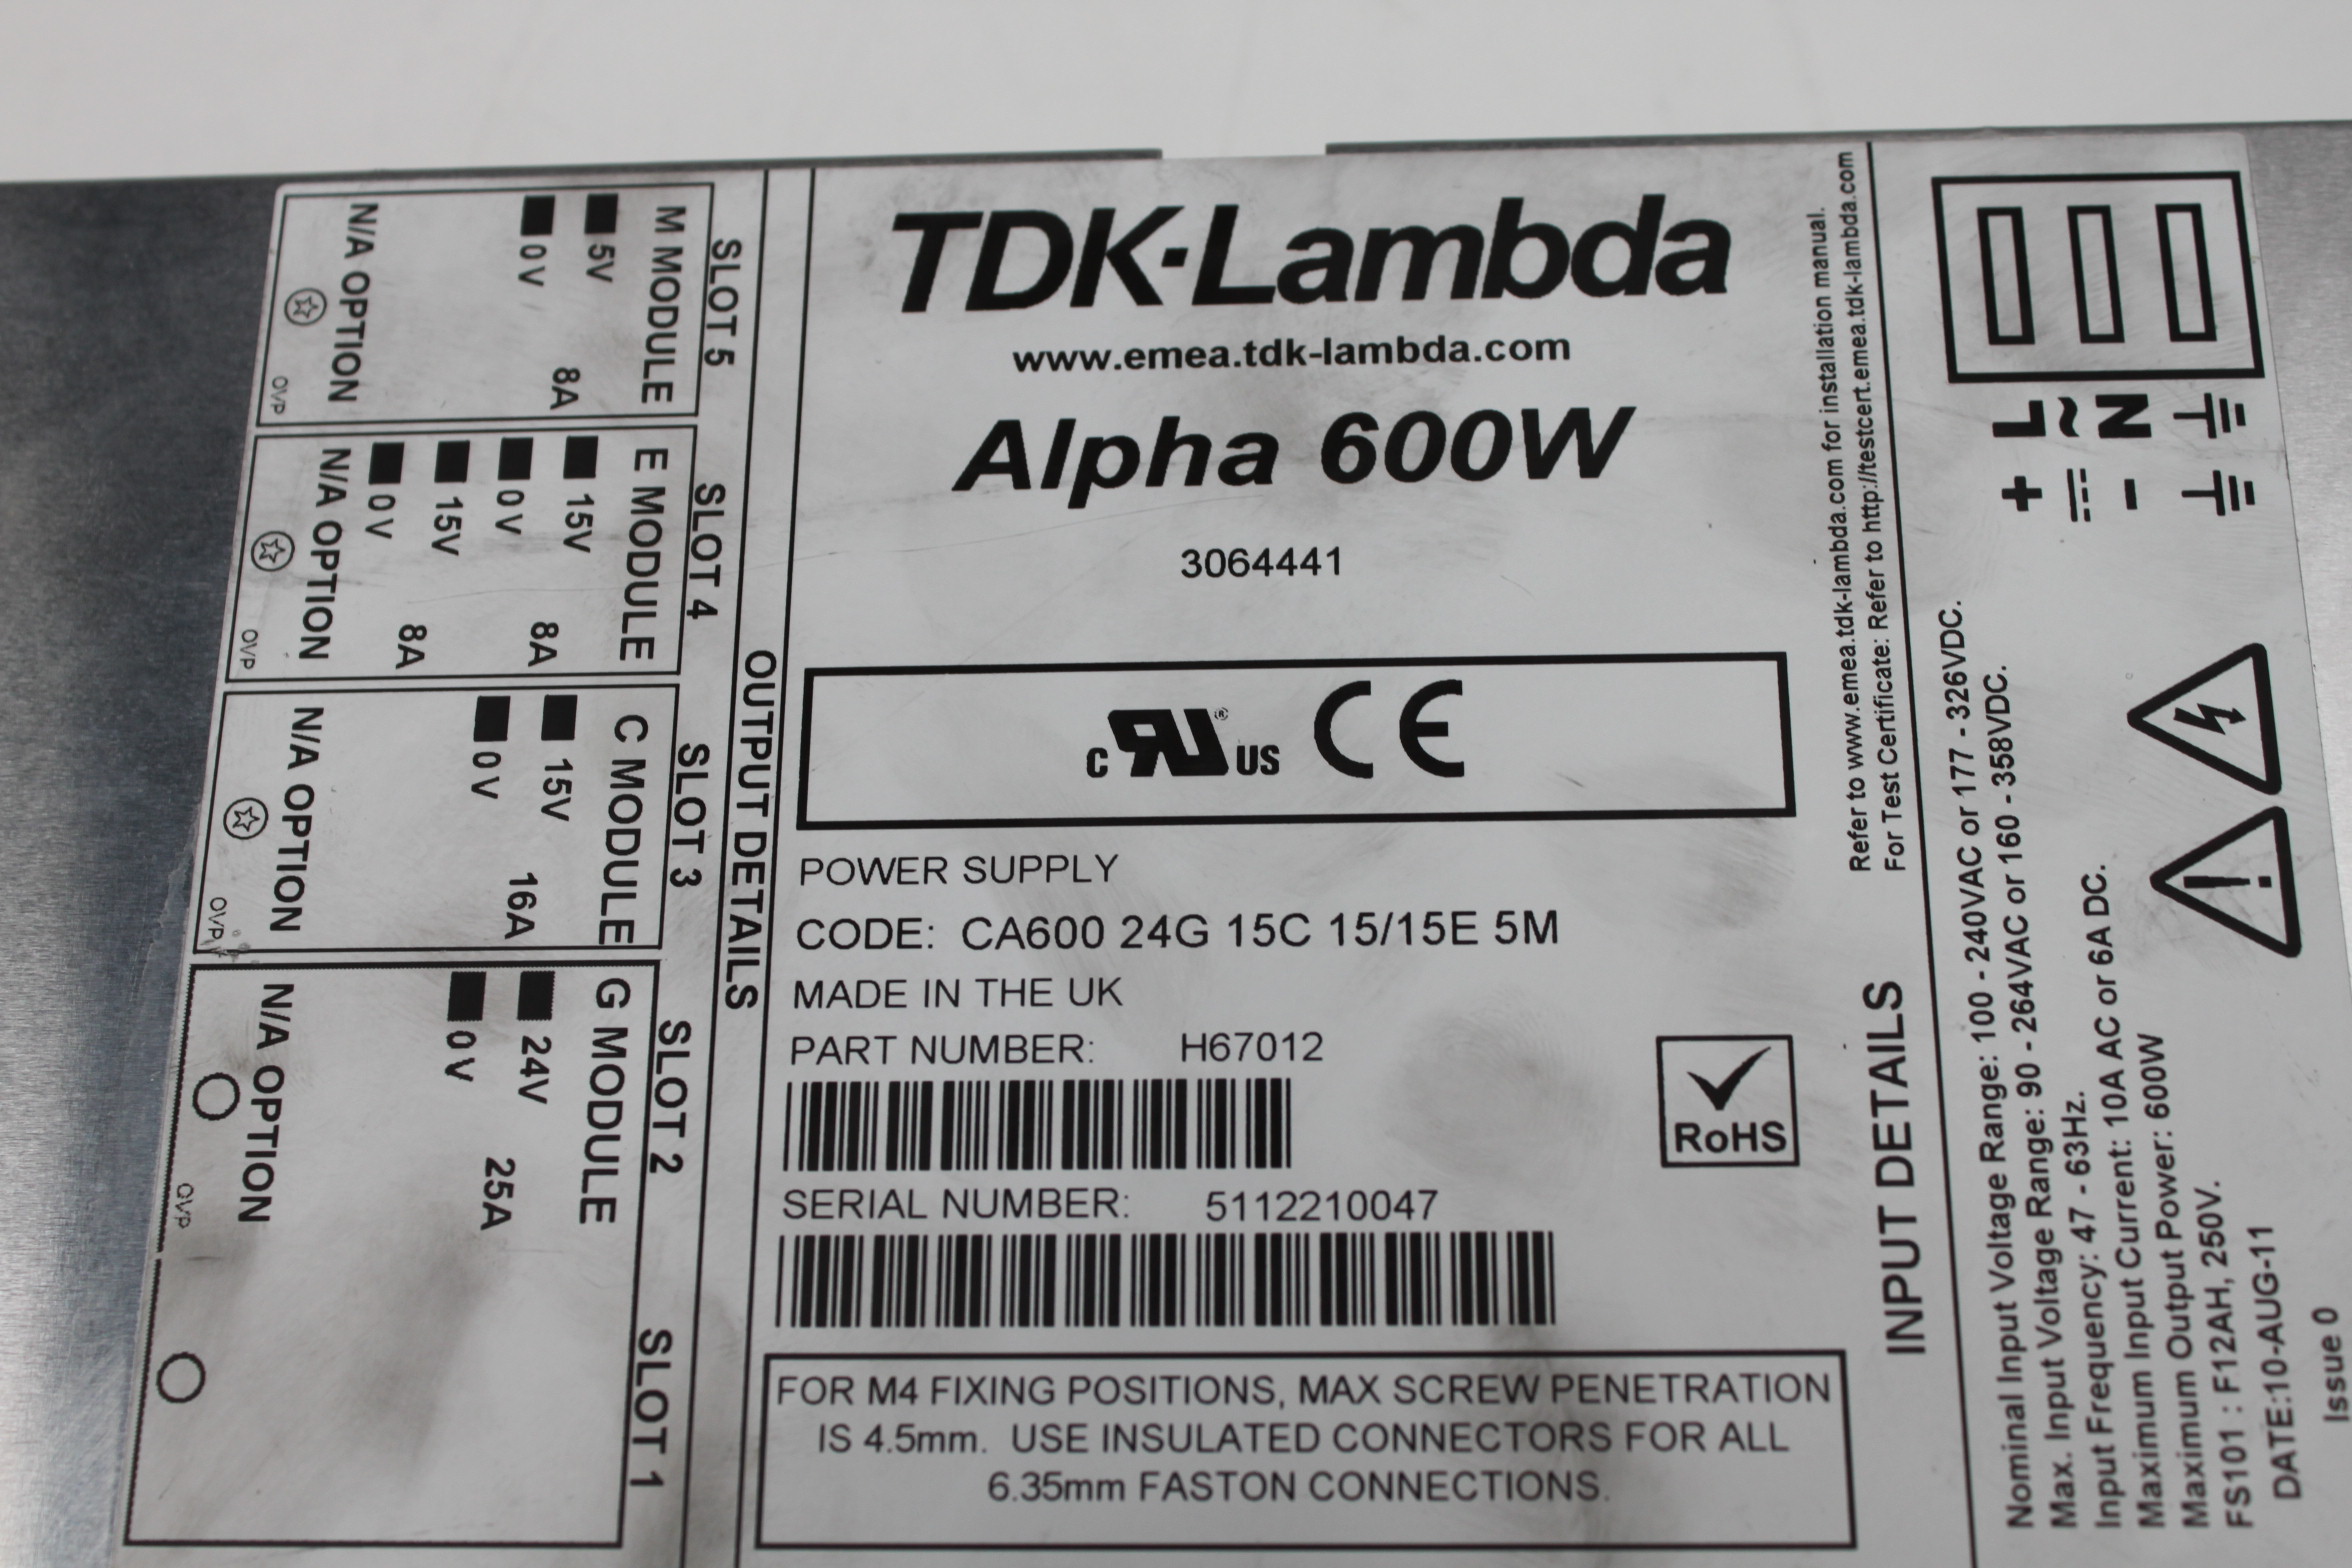 TDK·Lambda
www.emea.tdk-lambda.com
Alpha 600W
3064441
c RU ® US CE
POWER SUPPLY
CODE: CA600 24G 15C 15/15E 5M
MADE IN THE UK
PART NUMBER: H67012
SERIAL NUMBER: 5112210047
RoHS
FOR M4 FIXING POSITIONS, MAX SCREW PENETRATION
IS 4.5mm. USE INSULATED CONNECTORS FOR ALL
6.35mm FASTON CONNECTIONS.
OUTPUT DETAILS
SLOT 5
M MODULE
5V
8A
0V
N/A OPTION
OVP
SLOT 4
E MODULE
15V
8A
0V
15V
8A
0V
N/A OPTION
OVP
SLOT 3
C MODULE
15V
16A
0V
N/A OPTION
OVP
SLOT 2
G MODULE
24V
25A
0V
N/A OPTION
OVP
SLOT 1
Refer to www.emea.tdk-lambda.com for installation manual.
For Test Certificate: Refer to http://testcert.emea.tdk-lambda.com
INPUT DETAILS
L ~ N
+ -
Nominal Input Voltage Range: 100 - 240VAC or 177 - 326VDC.
Max. Input Voltage Range: 90 - 264VAC or 160 - 358VDC.
Input Frequency: 47 - 63Hz.
Maximum Input Current: 10A AC or 6A DC.
Maximum Output Power: 600W
FS101 : F12AH, 250V.
DATE:10-AUG-11
Issue 0